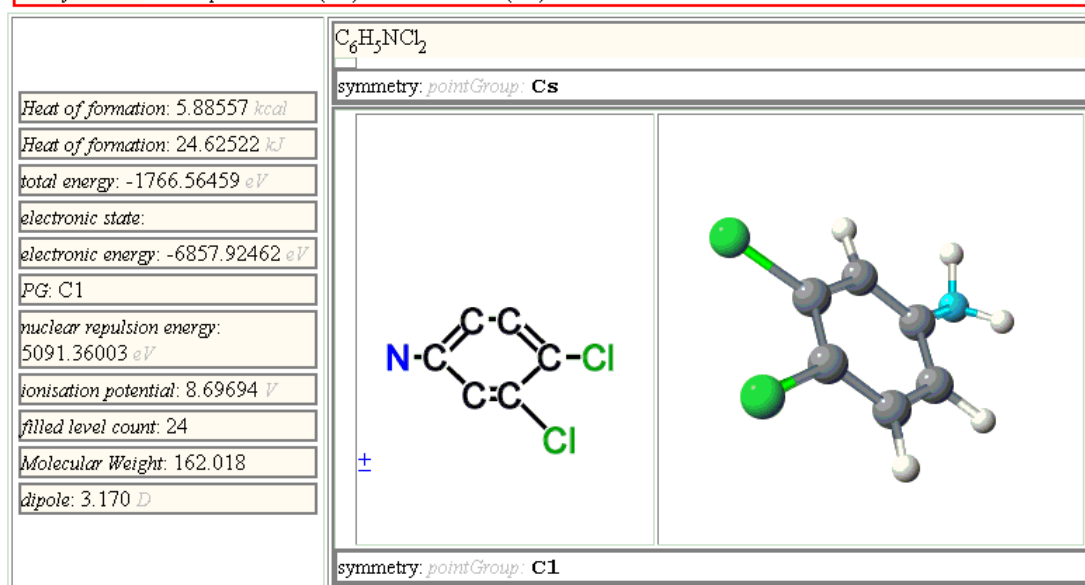 Heat of formation: 5.88557 kcal
Heat of formation: 24.62522 kJ
total energy: -1766.56459 eV
electronic state:
electronic energy: -6857.92462 eV
PG: C1
nuclear repulsion energy:
5091.36003 eV
ionisation potential: 8.69694 V
filled level count: 24
Molecular Weight: 162.018
dipole: 3.170 D
C6H5NCl2
symmetry: pointGroup: Cs
C-C
N-C C-Cl
C=C
Cl
±
symmetry: pointGroup: C1